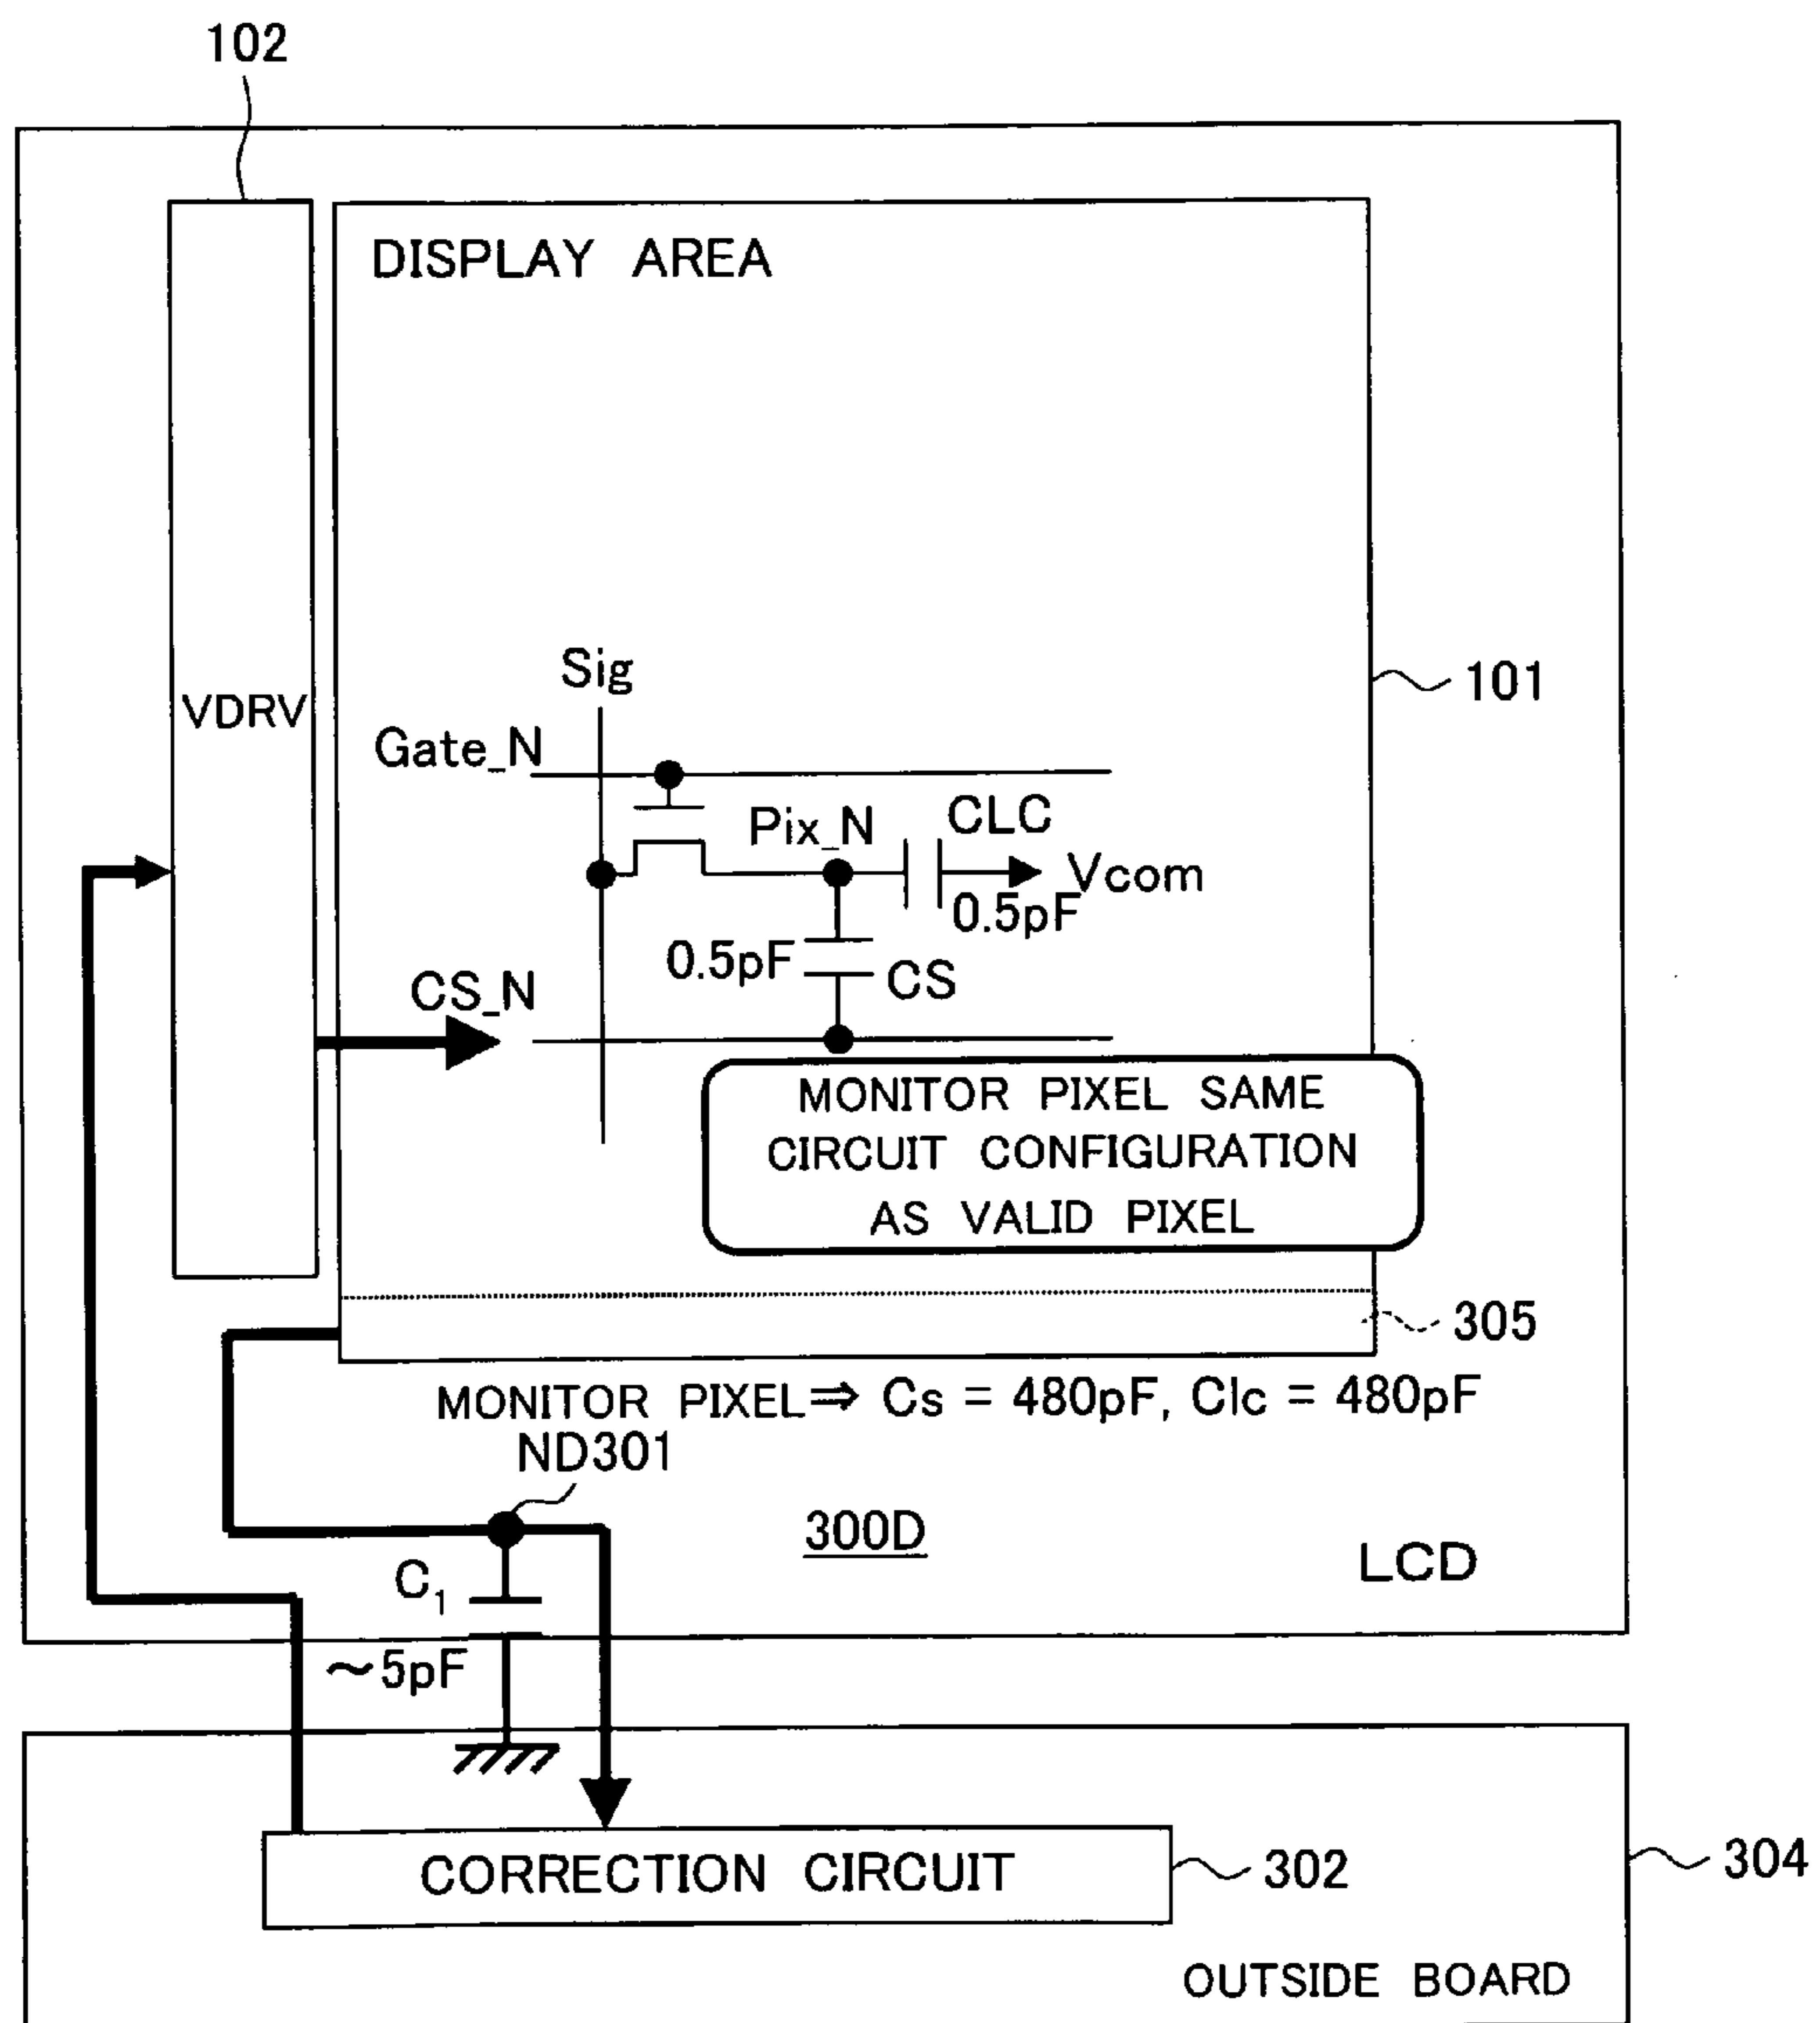 102
DISPLAY AREA
VDRV
Sig
101
Gate_N
Pix_N
CLC
Vcom
0.5pF
0.5pF
CS
CS_N
MONITOR PIXEL SAME
CIRCUIT CONFIGURATION
AS VALID PIXEL
305
MONITOR PIXEL⇒ Cs = 480pF, Clc = 480pF
ND301
300D
LCD
C₁
～5pF
CORRECTION CIRCUIT
302
304
OUTSIDE BOARD